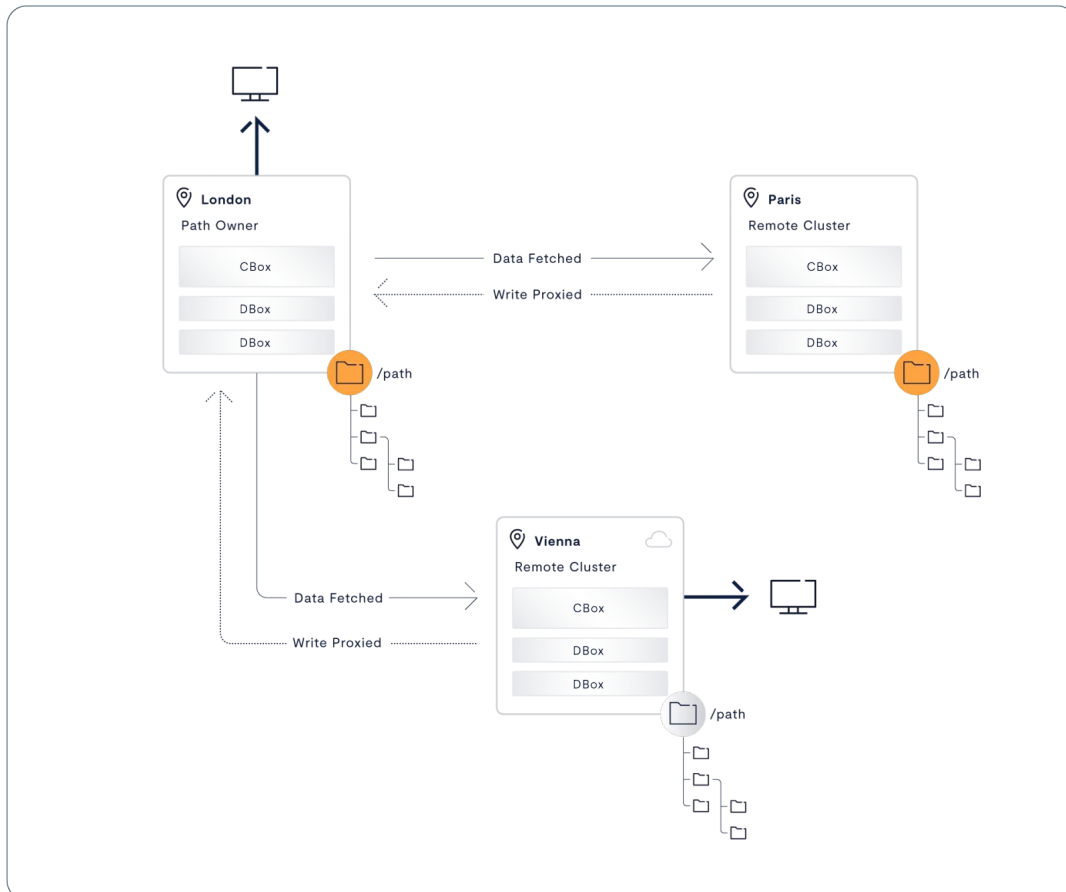 London
Path Owner
CBox
DBox
DBox
/path
Data Fetched
Write Proxied
Paris
Remote Cluster
CBox
DBox
DBox
/path
Data Fetched
Write Proxied
Vienna
Remote Cluster
CBox
DBox
DBox
/path